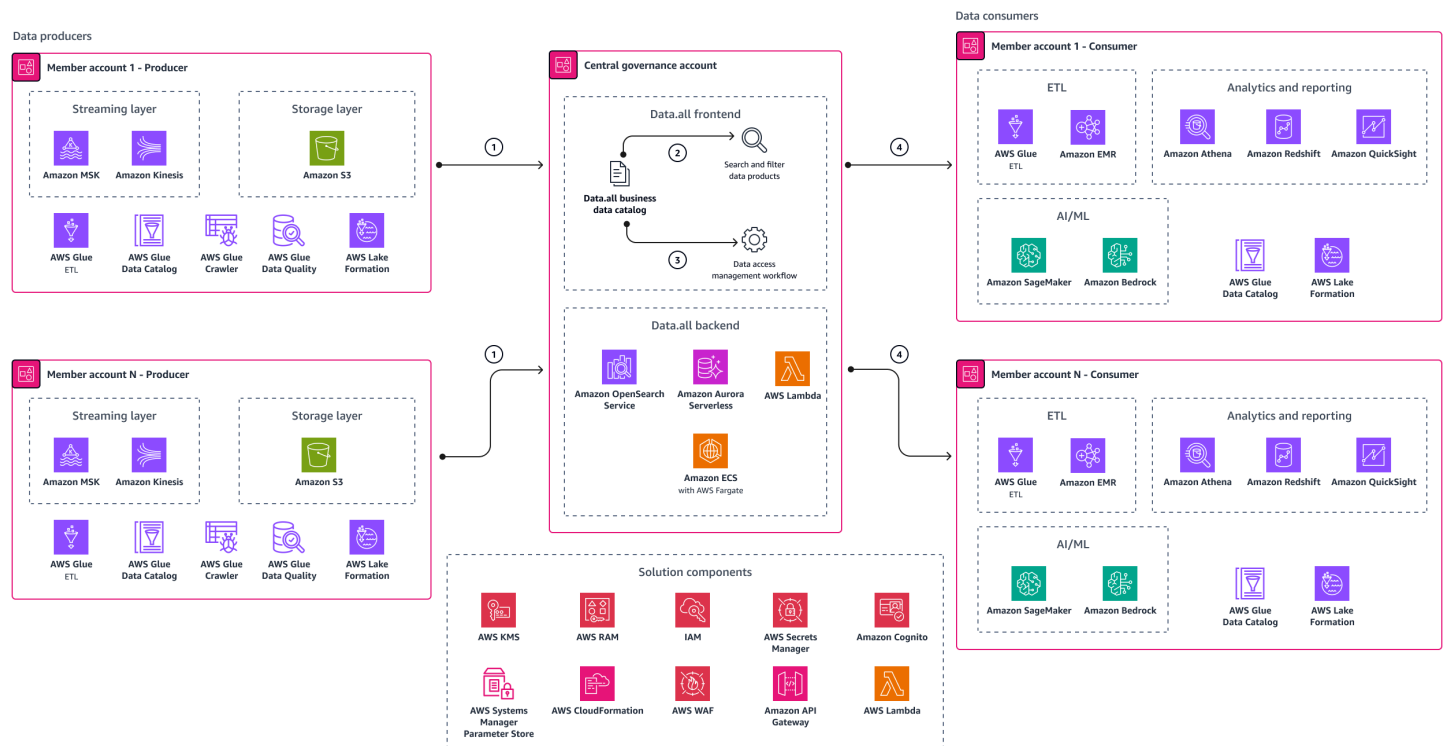 Data producers
Member account 1 - Producer
Streaming layer
Amazon MSK
Amazon Kinesis
Storage layer
Amazon S3
AWS Glue
ETL
AWS Glue
Data Catalog
AWS Glue
Crawler
AWS Glue
Data Quality
AWS Lake
Formation
Member account N - Producer
Streaming layer
Amazon MSK
Amazon Kinesis
Storage layer
Amazon S3
AWS Glue
ETL
AWS Glue
Data Catalog
AWS Glue
Crawler
AWS Glue
Data Quality
AWS Lake
Formation
1
1
Central governance account
Data.all frontend
2
Search and filter
data products
Data.all business
data catalog
3
Data access
management workflow
Data.all backend
Amazon OpenSearch
Service
Amazon Aurora
Serverless
AWS Lambda
Amazon ECS
with AWS Fargate
4
4
Data consumers
Member account 1 - Consumer
ETL
AWS Glue
ETL
Amazon EMR
Analytics and reporting
Amazon Athena
Amazon Redshift
Amazon QuickSight
AI/ML
Amazon SageMaker
Amazon Bedrock
AWS Glue
Data Catalog
AWS Lake
Formation
Member account N - Consumer
ETL
AWS Glue
ETL
Amazon EMR
Analytics and reporting
Amazon Athena
Amazon Redshift
Amazon QuickSight
AI/ML
Amazon SageMaker
Amazon Bedrock
AWS Glue
Data Catalog
AWS Lake
Formation
Solution components
AWS KMS
AWS RAM
IAM
AWS Secrets
Manager
Amazon Cognito
AWS Systems
Manager
Parameter Store
AWS CloudFormation
AWS WAF
Amazon API
Gateway
AWS Lambda